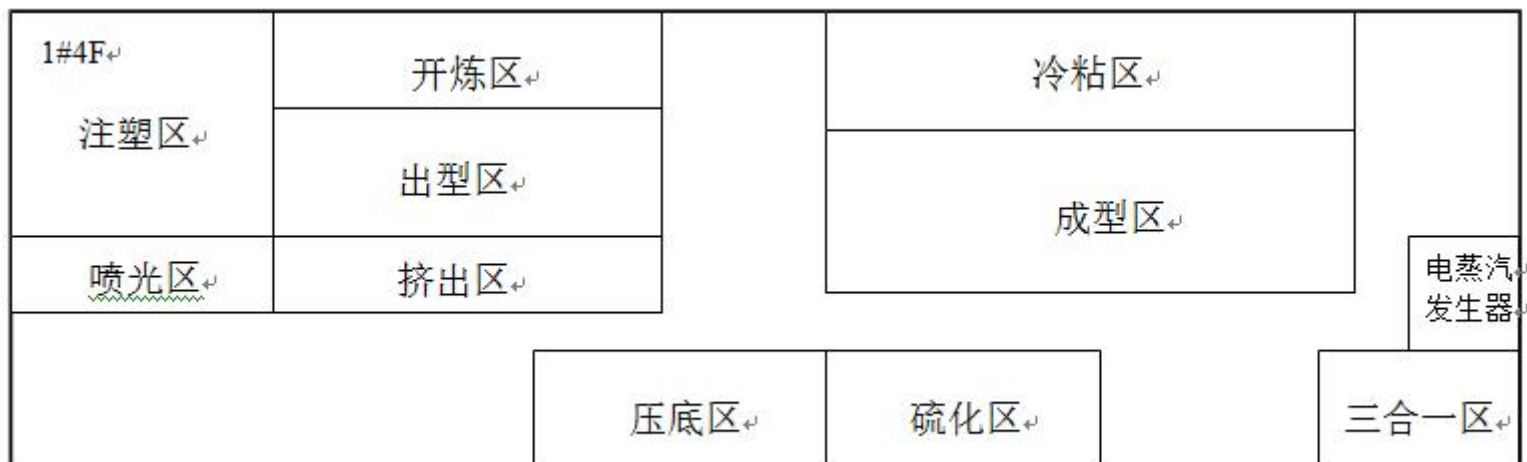 1#4F
注塑区
开炼区
冷粘区
出型区
成型区
喷光区
挤出区
电蒸汽
发生器
压底区
硫化区
三合一区